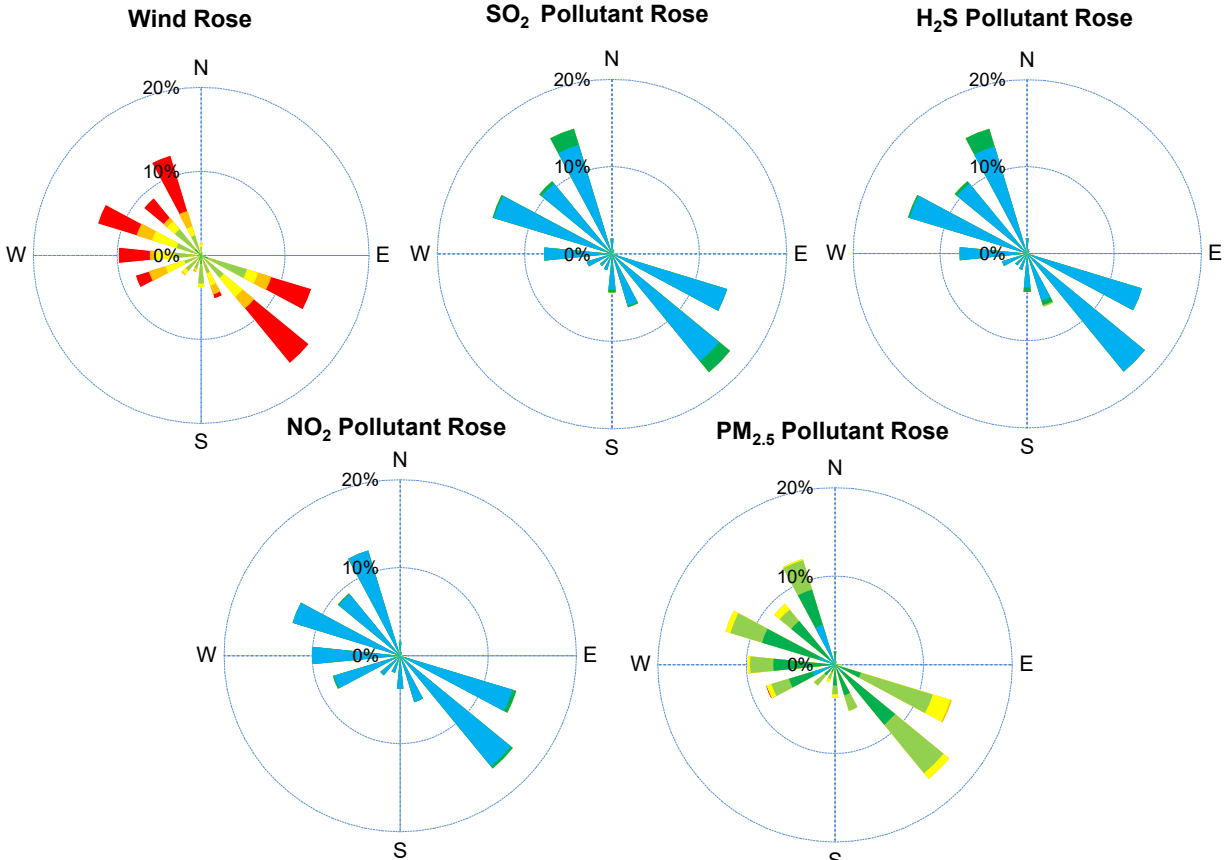 Wind Rose
SO₂ Pollutant Rose
H₂S Pollutant Rose
N
20%
10%
W
0%
E
S
N
20%
10%
W
0%
E
S
N
20%
10%
W
0%
E
S
NO₂ Pollutant Rose
PM₂.₅ Pollutant Rose
N
20%
10%
W
0%
E
S
N
20%
10%
W
0%
E
S